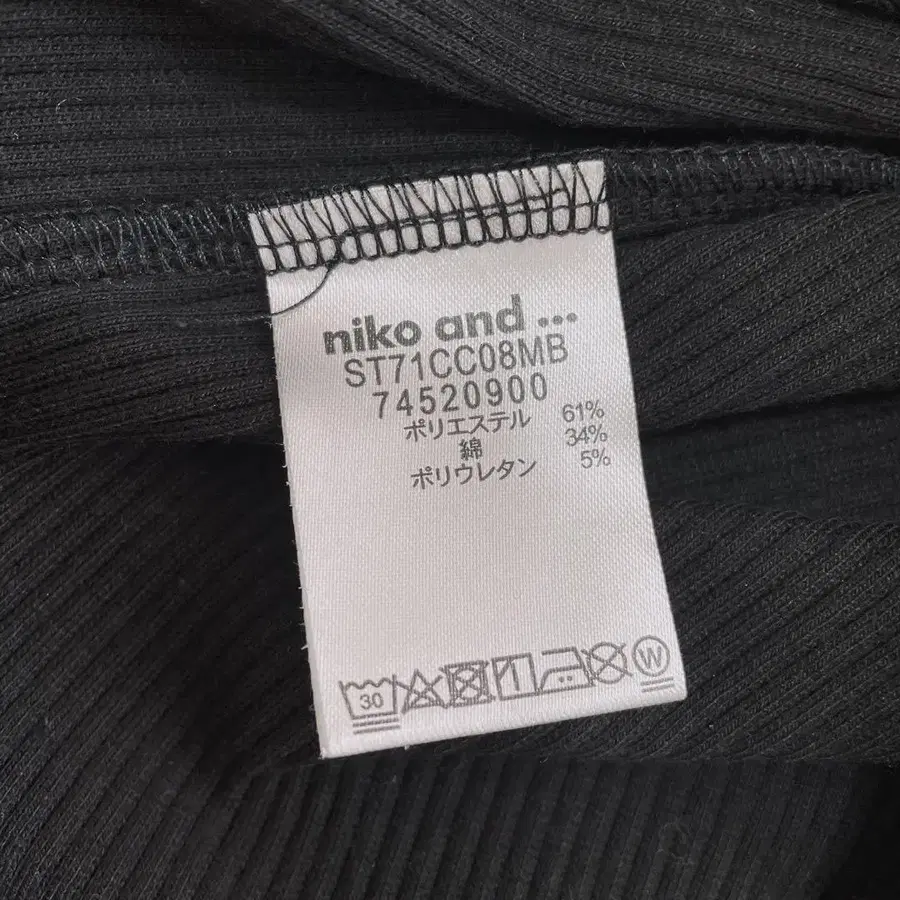 niko and ...
ST71CC08MB
74520900
ポリエステル 61%
綿 34%
ポリウレタン 5%
30 W